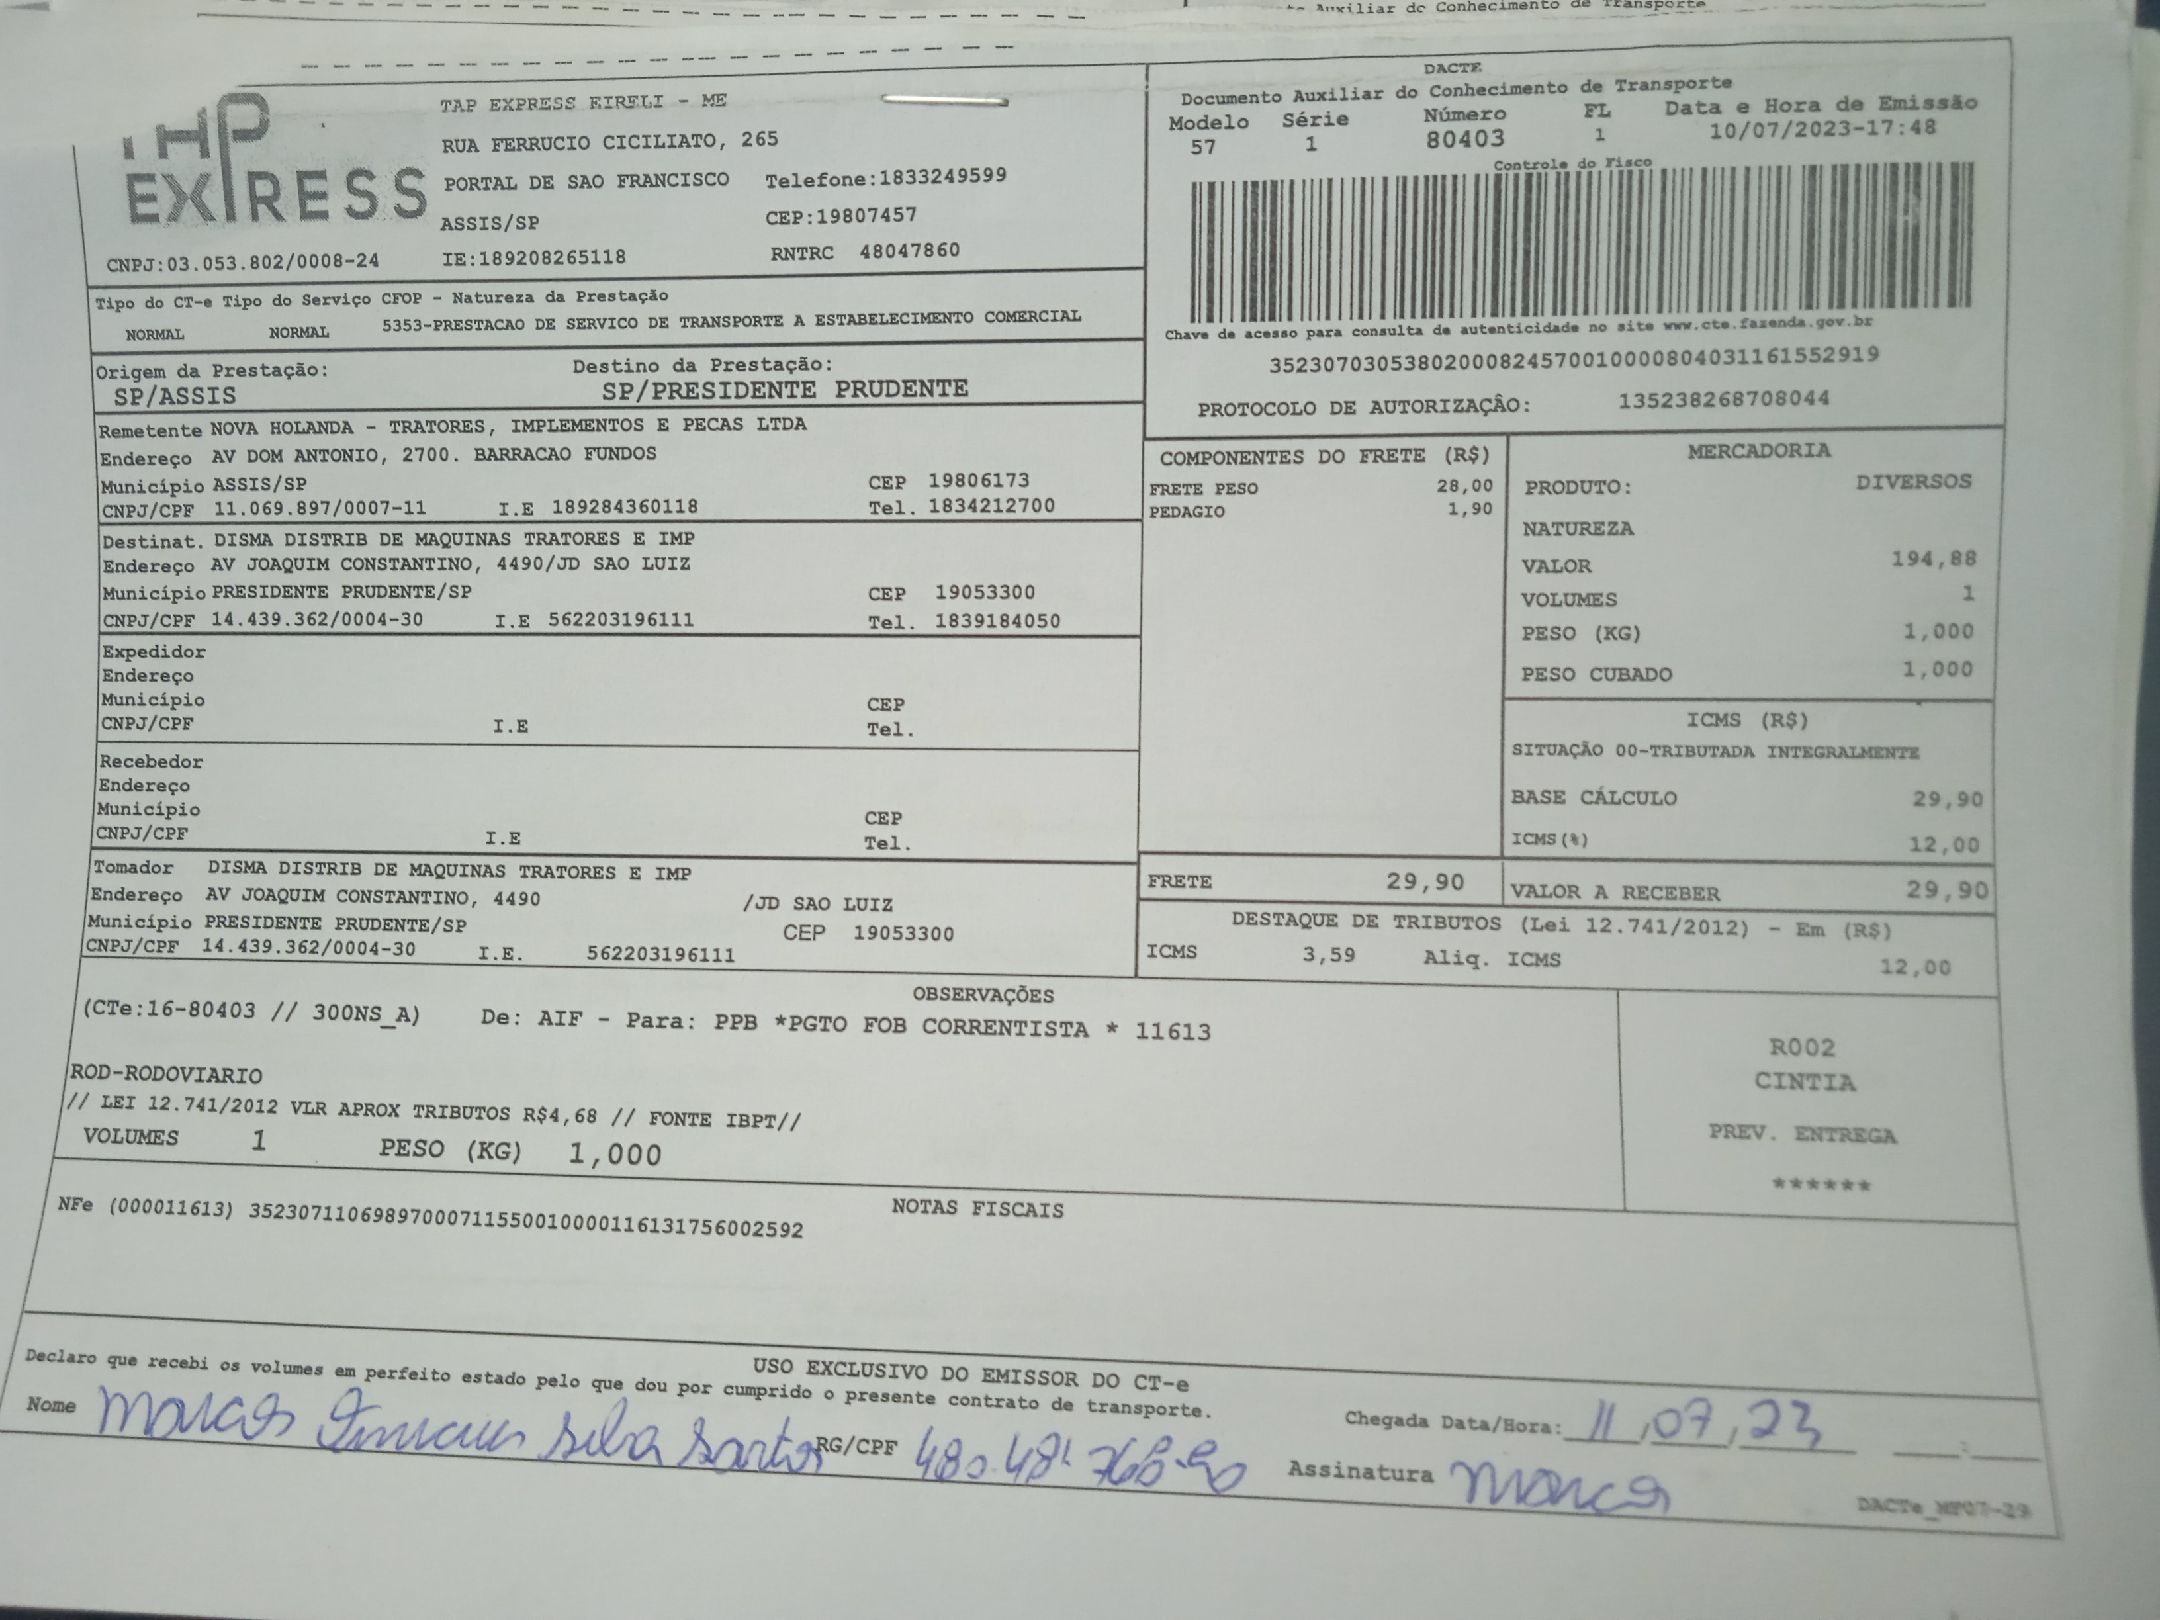 Auxiliar do Conhecimento de Transporte
TAP EXPRESS
TAP EXPRESS EIRELI - ME
RUA FERRUCIO CICILIATO, 265
PORTAL DE SAO FRANCISCO Telefone:1833249599
ASSIS/SP CEP:19807457
CNPJ:03.053.802/0008-24 IE:189208265118 RNTRC 48047860
DACTE
Documento Auxiliar do Conhecimento de Transporte
Modelo Série Número FL Data e Hora de Emissão
57 1 80403 1 10/07/2023-17:48
Controle do Fisco
Chave de acesso para consulta de autenticidade no site www.cte.fazenda.gov.br
35230703053802000824570010000804031161552919
PROTOCOLO DE AUTORIZAÇÂO: 135238268708044
Tipo do CT-e Tipo do Serviço CFOP - Natureza da Prestação
NORMAL NORMAL 5353-PRESTACAO DE SERVICO DE TRANSPORTE A ESTABELECIMENTO COMERCIAL
Origem da Prestação: Destino da Prestação:
SP/ASSIS SP/PRESIDENTE PRUDENTE
Remetente NOVA HOLANDA - TRATORES, IMPLEMENTOS E PECAS LTDA
Endereço AV DOM ANTONIO, 2700. BARRACAO FUNDOS
Município ASSIS/SP CEP 19806173
CNPJ/CPF 11.069.897/0007-11 I.E 189284360118 Tel. 1834212700
Destinat. DISMA DISTRIB DE MAQUINAS TRATORES E IMP
Endereço AV JOAQUIM CONSTANTINO, 4490/JD SAO LUIZ
Município PRESIDENTE PRUDENTE/SP CEP 19053300
CNPJ/CPF 14.439.362/0004-30 I.E 562203196111 Tel. 1839184050
Expedidor
Endereço
Município CEP
CNPJ/CPF I.E Tel.
Recebedor
Endereço
Município CEP
CNPJ/CPF I.E Tel.
Tomador DISMA DISTRIB DE MAQUINAS TRATORES E IMP
Endereço AV JOAQUIM CONSTANTINO, 4490 /JD SAO LUIZ
Município PRESIDENTE PRUDENTE/SP CEP 19053300
CNPJ/CPF 14.439.362/0004-30 I.E. 562203196111
COMPONENTES DO FRETE (R$)
FRETE PESO 28,00
PEDAGIO 1,90
MERCADORIA
PRODUTO: DIVERSOS
NATUREZA
VALOR 194,88
VOLUMES 1
PESO (KG) 1,000
PESO CUBADO 1,000
ICMS (R$)
SITUAÇÃO 00-TRIBUTADA INTEGRALMENTE
BASE CÁLCULO 29,90
ICMS(%) 12,00
FRETE 29,90 VALOR A RECEBER 29,90
DESTAQUE DE TRIBUTOS (Lei 12.741/2012) - Em (R$)
ICMS 3,59 Aliq. ICMS 12,00
OBSERVAÇÕES
(CTe:16-80403 // 300NS_A) De: AIF - Para: PPB *PGTO FOB CORRENTISTA * 11613
ROD-RODOVIARIO
// LEI 12.741/2012 VLR APROX TRIBUTOS R$4,68 // FONTE IBPT//
VOLUMES 1 PESO (KG) 1,000
R002
CINTIA
PREV. ENTREGA
******
NOTAS FISCAIS
NFe (000011613) 35230711069897000711550010000116131756002592
USO EXCLUSIVO DO EMISSOR DO CT-e
Declaro que recebi os volumes em perfeito estado pelo que dou por cumprido o presente contrato de transporte.
Nome Marcos Silva Santos RG/CPF Chegada Data/Hora: 11/07/23
Assinatura Marcos
DACTe_MF07-29